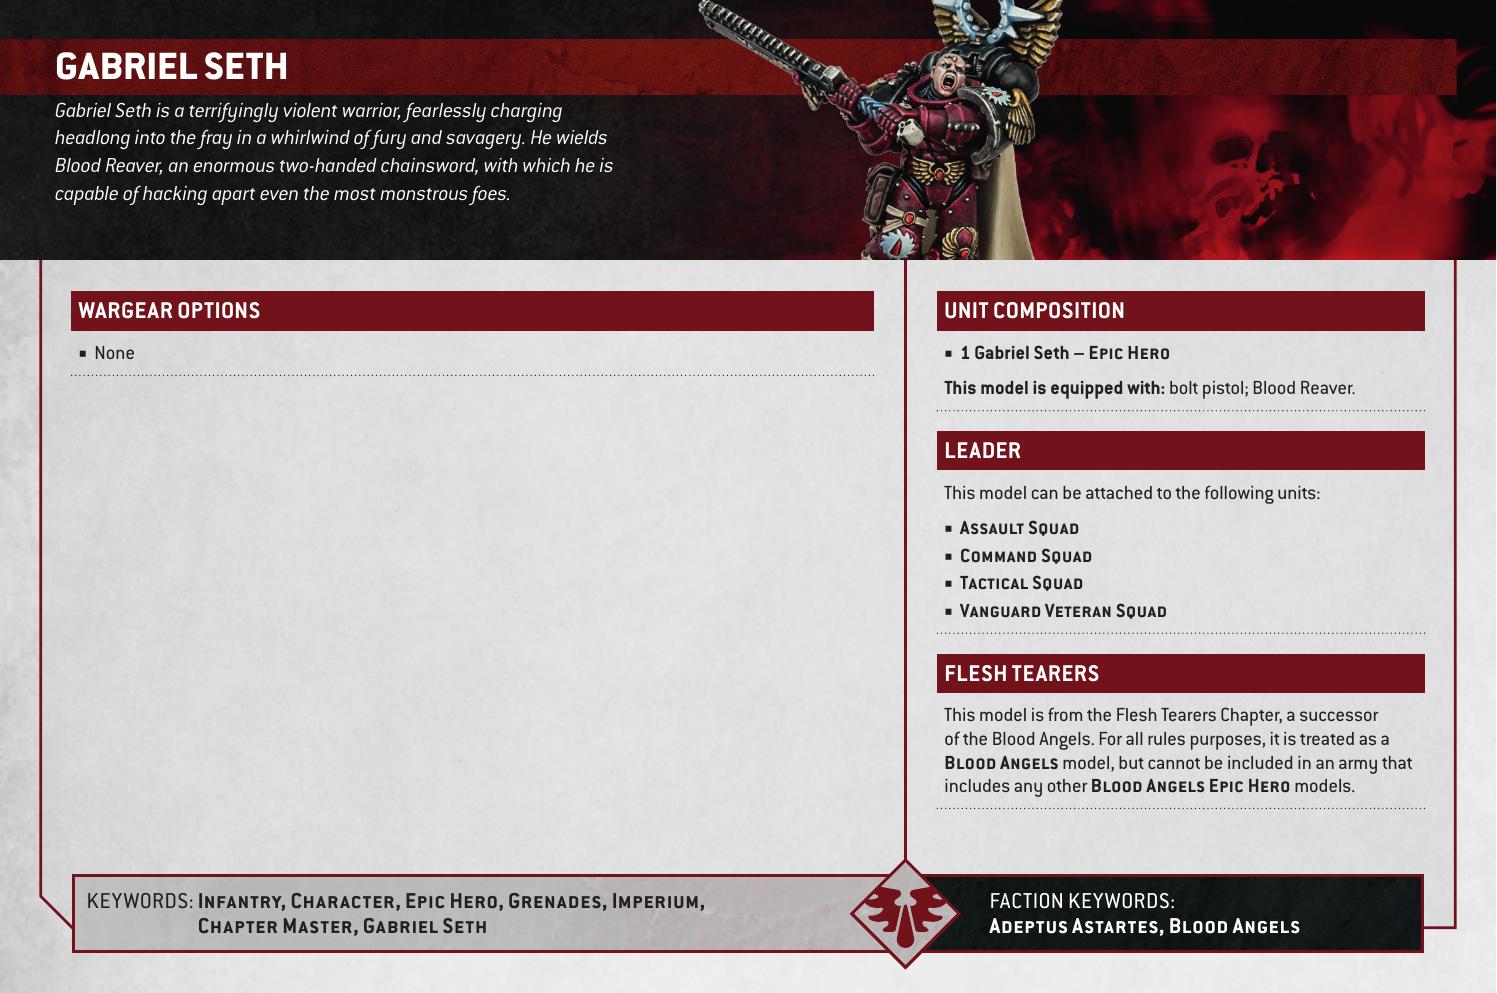 GABRIEL SETH
Gabriel Seth is a terrifyingly violent warrior, fearlessly charging
headlong into the fray in a whirlwind of fury and savagery. He wields
Blood Reaver, an enormous two-handed chainsword, with which he is
capable of hacking apart even the most monstrous foes.
WARGEAR OPTIONS
▪ None
UNIT COMPOSITION
▪ 1 Gabriel Seth – Epic Hero
This model is equipped with: bolt pistol; Blood Reaver.
LEADER
This model can be attached to the following units:
▪ Assault Squad
▪ Command Squad
▪ Tactical Squad
▪ Vanguard Veteran Squad
FLESH TEARERS
This model is from the Flesh Tearers Chapter, a successor
of the Blood Angels. For all rules purposes, it is treated as a
Blood Angels model, but cannot be included in an army that
includes any other Blood Angels Epic Hero models.
KEYWORDS: Infantry, Character, Epic Hero, Grenades, Imperium,
Chapter Master, Gabriel Seth
FACTION KEYWORDS:
Adeptus Astartes, Blood Angels